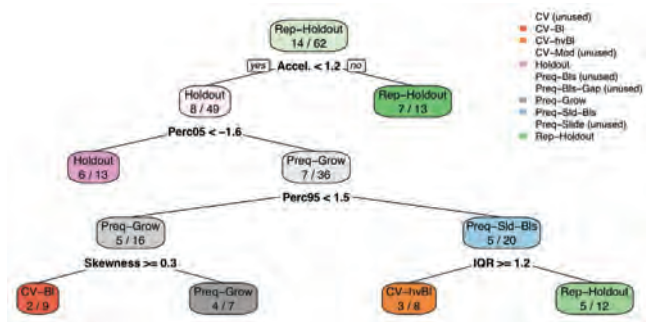 Rep-Holdout
14 / 62
yes Accel. < 1.2 no
Holdout
8 / 49
Rep-Holdout
7 / 13
Perc05 < -1.6
Holdout
6 / 13
Preq-Grow
7 / 36
Perc95 < 1.5
Preq-Grow
5 / 16
Preq-Sld-Bls
5 / 20
Skewness >= 0.3
IQR >= 1.2
CV-Bl
2 / 9
Preq-Grow
4 / 7
CV-hvBl
3 / 8
Rep-Holdout
5 / 12
CV (unused)
CV-Bl
CV-hvBl
CV-Mod (unused)
Holdout
Preq-Bls (unused)
Preq-Bls-Gap (unused)
Preq-Grow
Preq-Sld-Bls
Preq-Slide (unused)
Rep-Holdout